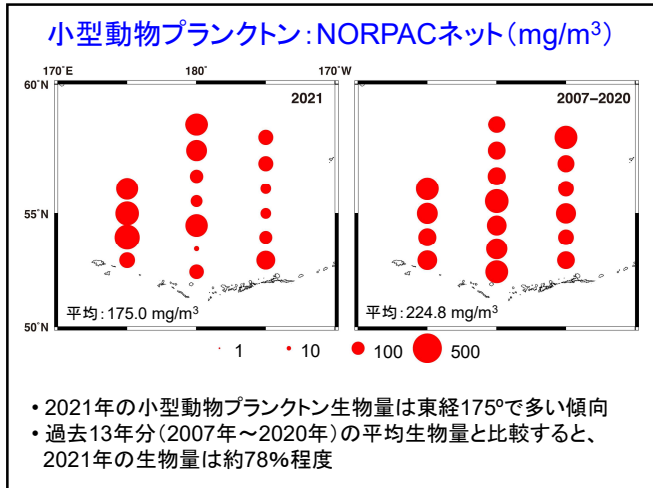 小型動物プランクトン:NORPACネット(mg/m³)
170˚E 180˚ 170˚W
60˚N
2021
2007–2020
55˚N
平均:175.0 mg/m³
平均:224.8 mg/m³
50˚N
1 10 100 500
• 2021年の小型動物プランクトン生物量は東経175ºで多い傾向
• 過去13年分(2007年~2020年)の平均生物量と比較すると、
2021年の生物量は約78%程度